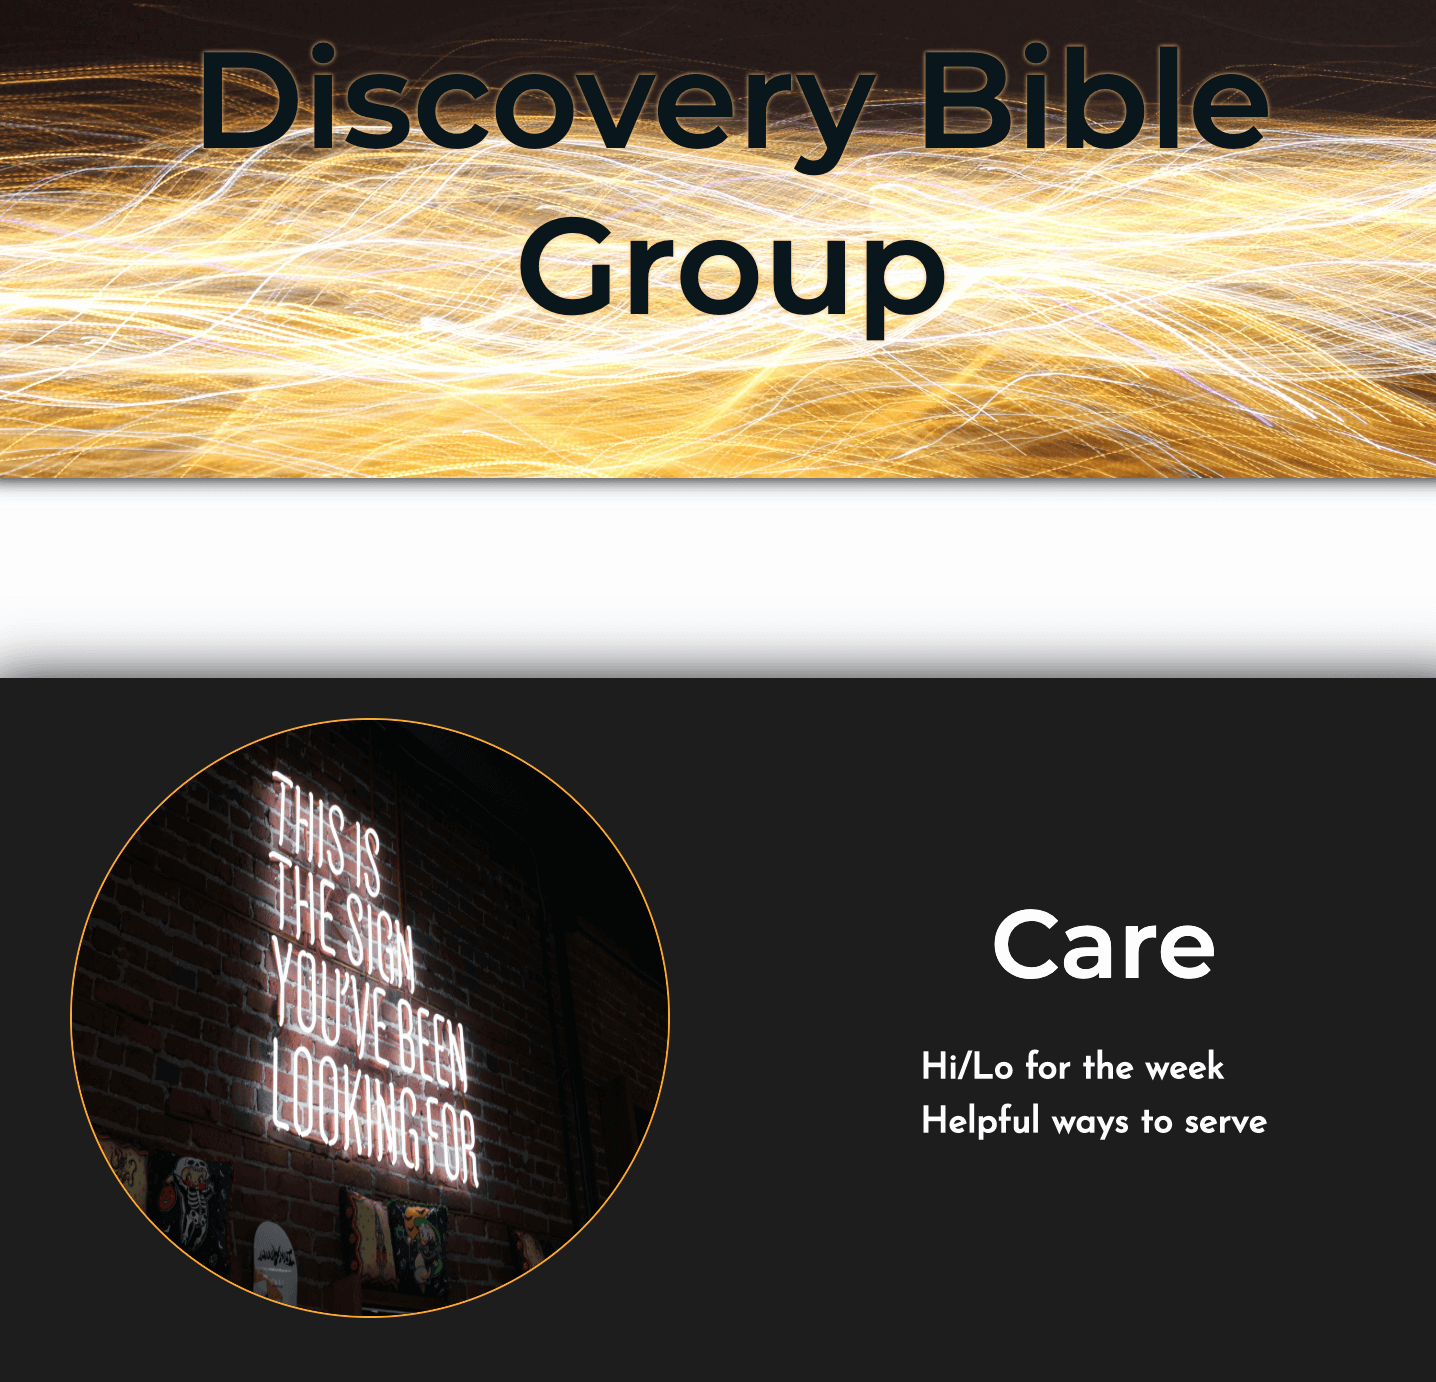 Discovery Bible
Group
THIS IS
THE SIGN
YOU'VE BEEN
LOOKING FOR
Care
Hi/Lo for the week
Helpful ways to serve